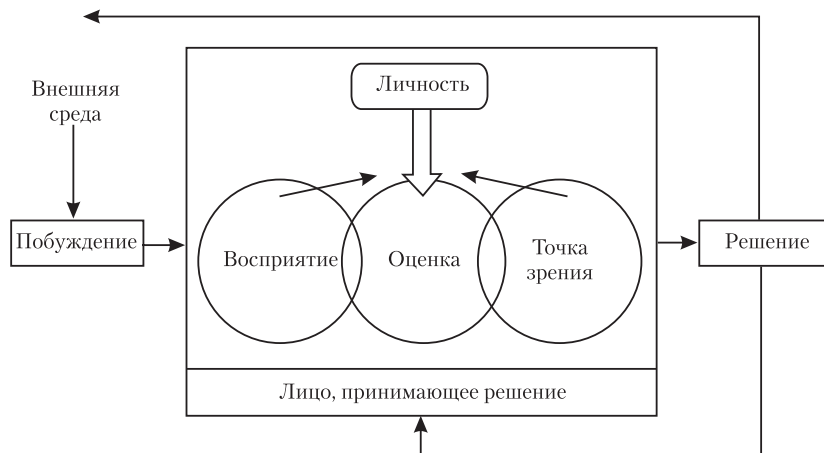 Личность
Внешняя
среда
Побуждение
Восприятие
Оценка
Точка
зрения
Решение
Лицо, принимающее решение